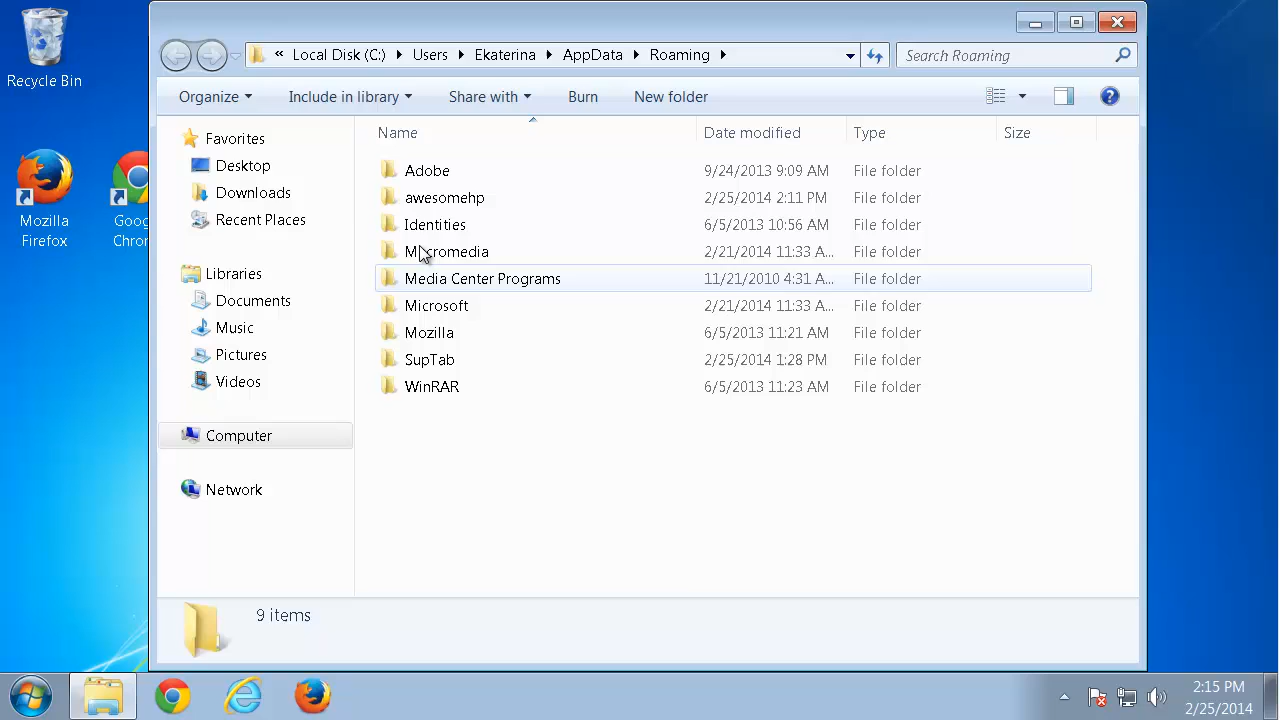 Recycle Bin
Mozilla
Firefox
Goog
Chron
« Local Disk (C:) Users Ekaterina AppData Roaming
Search Roaming
Organize Include in library Share with Burn New folder
Name Date modified Type Size
Favorites
Desktop
Downloads
Recent Places
Libraries
Documents
Music
Pictures
Videos
Computer
Network
Adobe 9/24/2013 9:09 AM File folder
awesomehp 2/25/2014 2:11 PM File folder
Identities 6/5/2013 10:56 AM File folder
Macromedia 2/21/2014 11:33 A... File folder
Media Center Programs 11/21/2010 4:31 A... File folder
Microsoft 2/21/2014 11:33 A... File folder
Mozilla 6/5/2013 11:21 AM File folder
SupTab 2/25/2014 1:28 PM File folder
WinRAR 6/5/2013 11:23 AM File folder
9 items
2:15 PM
2/25/2014